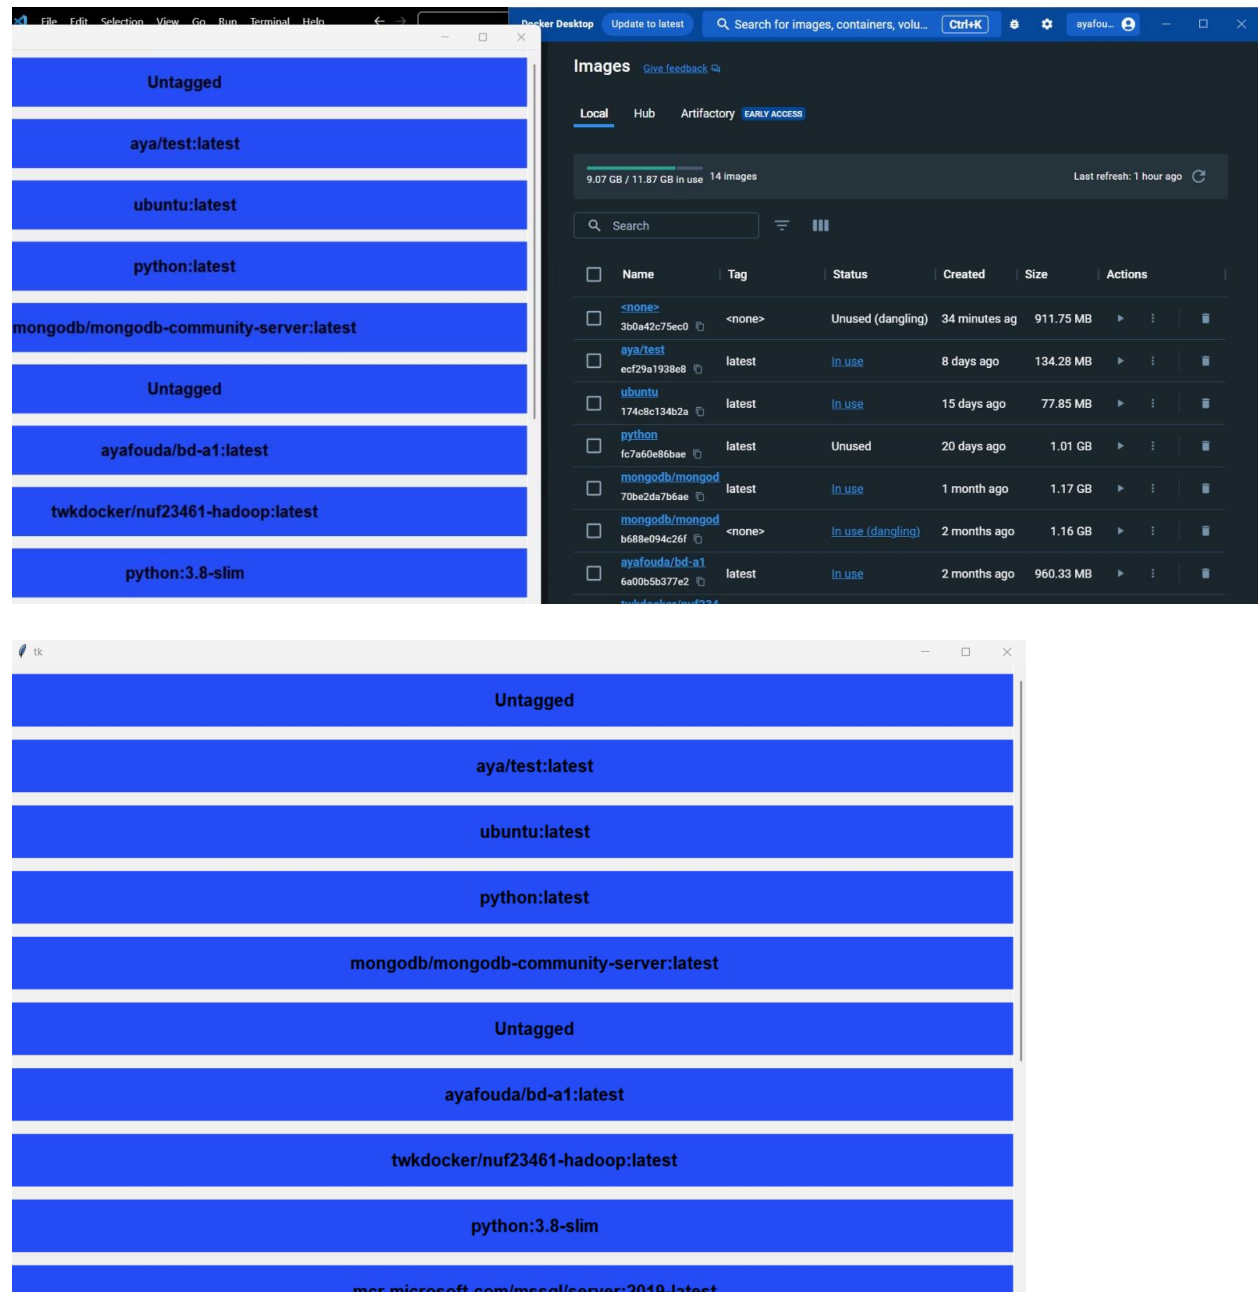 File Edit Selection View Go Run Terminal Help
Untagged
aya/test:latest
ubuntu:latest
python:latest
mongodb/mongodb-community-server:latest
Untagged
ayafouda/bd-a1:latest
twkdocker/nuf23461-hadoop:latest
python:3.8-slim
Docker Desktop Update to latest Search for images, containers, volu... Ctrl+K ayafou...
Images Give feedback
Local Hub Artifactory EARLY ACCESS
9.07 GB / 11.87 GB in use 14 images Last refresh: 1 hour ago
Search
Name Tag Status Created Size Actions
<none>
3b0a42c75ec0 <none> Unused (dangling) 34 minutes ag 911.75 MB
aya/test
ecf29a1938e8 latest In use 8 days ago 134.28 MB
ubuntu
174c8c134b2a latest In use 15 days ago 77.85 MB
python
fc7a60e86bae latest Unused 20 days ago 1.01 GB
mongodb/mongod
70be2da7b6ae latest In use 1 month ago 1.17 GB
mongodb/mongod
b688e094c26f <none> In use (dangling) 2 months ago 1.16 GB
ayafouda/bd-a1
6a00b5b377e2 latest In use 2 months ago 960.33 MB
twkdocker/nuf234
tk
Untagged
aya/test:latest
ubuntu:latest
python:latest
mongodb/mongodb-community-server:latest
Untagged
ayafouda/bd-a1:latest
twkdocker/nuf23461-hadoop:latest
python:3.8-slim
mcr.microsoft.com/mssql/server:2019-latest